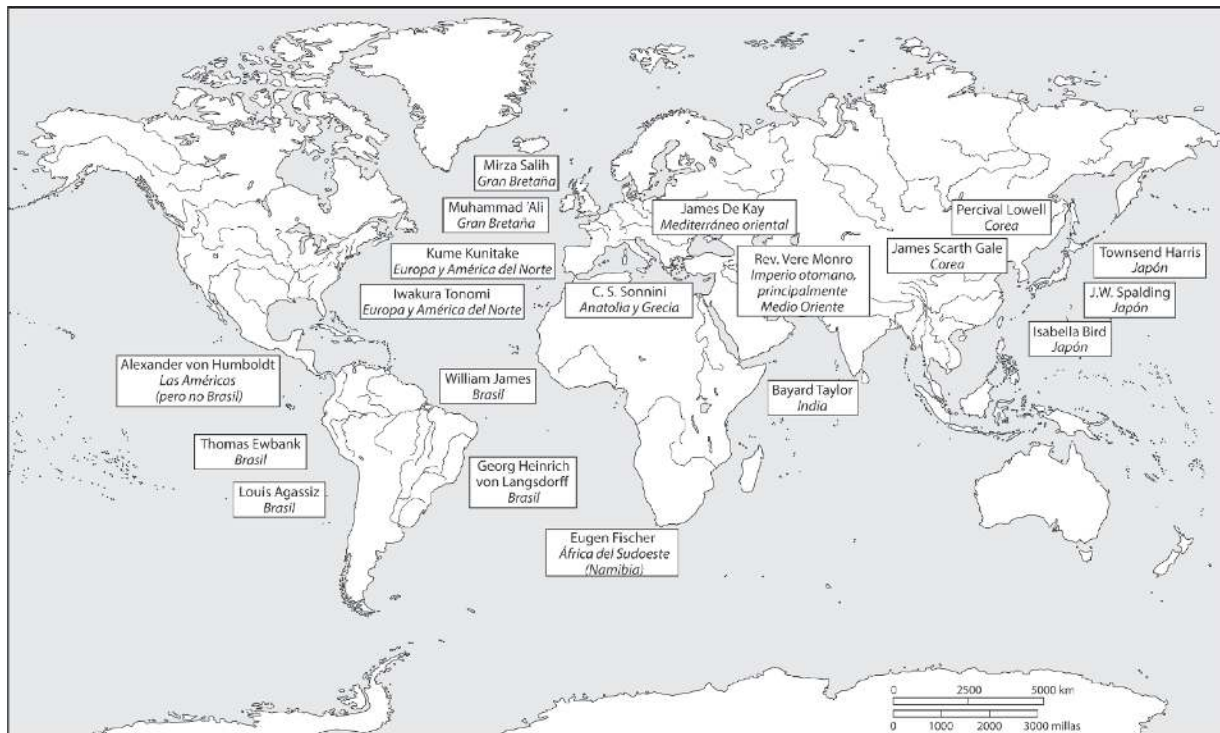 Mirza Salih
Gran Bretaña
Muhammad 'Ali
Gran Bretaña
Kume Kunitake
Europa y América del Norte
Iwakura Tonomi
Europa y América del Norte
James De Kay
Mediterráneo oriental
C. S. Sonnini
Anatolia y Grecia
Rev. Vere Monro
Imperio otomano,
principalmente
Medio Oriente
Percival Lowell
Corea
James Scarth Gale
Corea
Townsend Harris
Japón
J.W. Spalding
Japón
Isabella Bird
Japón
Bayard Taylor
India
Alexander von Humboldt
Las Américas
(pero no Brasil)
William James
Brasil
Thomas Ewbank
Brasil
Louis Agassiz
Brasil
Georg Heinrich
von Langsdorff
Brasil
Eugen Fischer
África del Sudoeste
(Namibia)
0 2500 5000 km
0 1000 2000 3000 millas